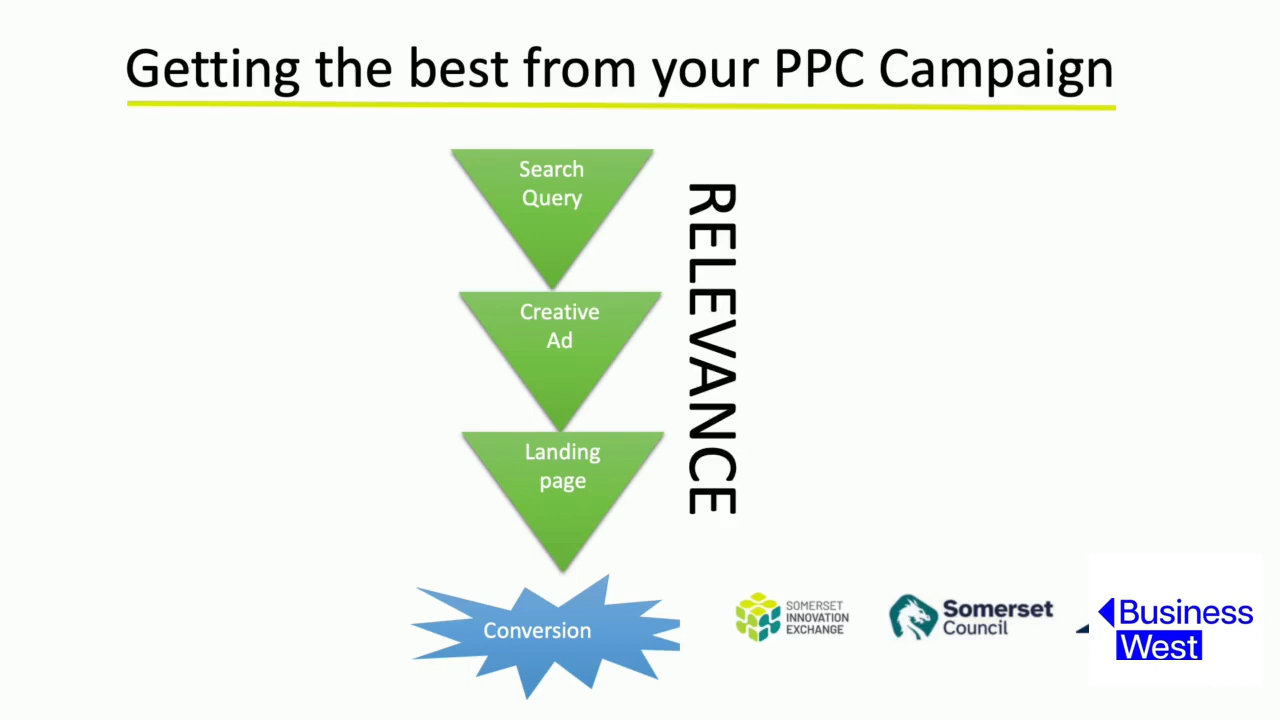 Getting the best from your PPC Campaign
Search
Query
Creative
Ad
Landing
page
RELEVANCE
Conversion
SOMERSET
INNOVATION
EXCHANGE
Somerset
Council
Business
West